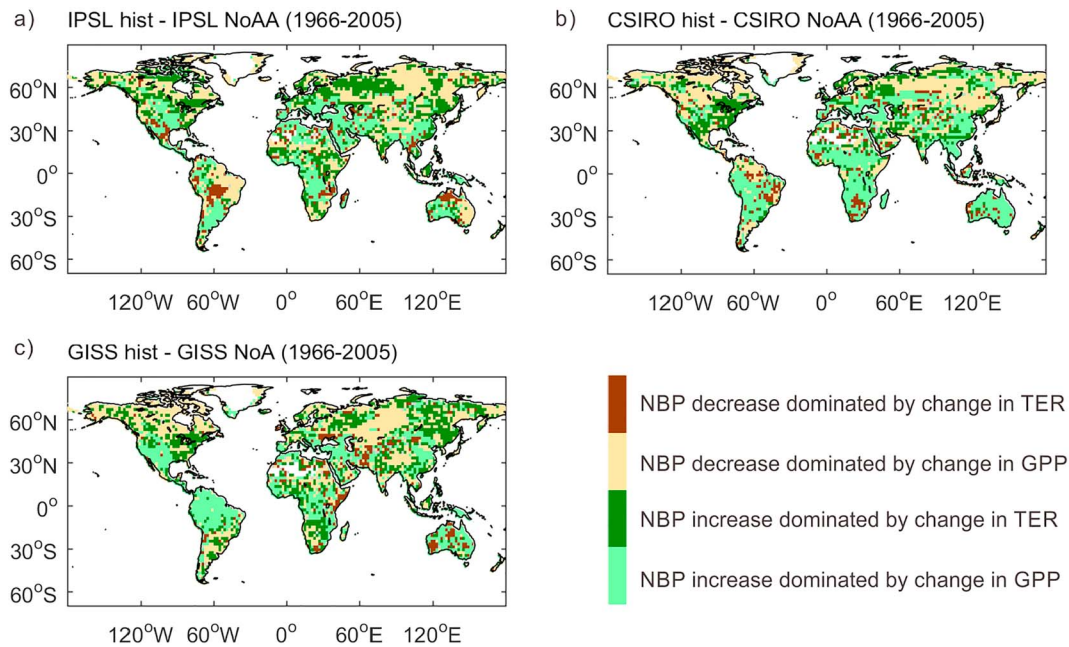 a) IPSL hist - IPSL NoAA (1966-2005)
60°N
30°N
0°
30°S
60°S
120°W 60°W 0° 60°E 120°E
b) CSIRO hist - CSIRO NoAA (1966-2005)
60°N
30°N
0°
30°S
60°S
120°W 60°W 0° 60°E 120°E
c) GISS hist - GISS NoA (1966-2005)
60°N
30°N
0°
30°S
60°S
120°W 60°W 0° 60°E 120°E
NBP decrease dominated by change in TER
NBP decrease dominated by change in GPP
NBP increase dominated by change in TER
NBP increase dominated by change in GPP